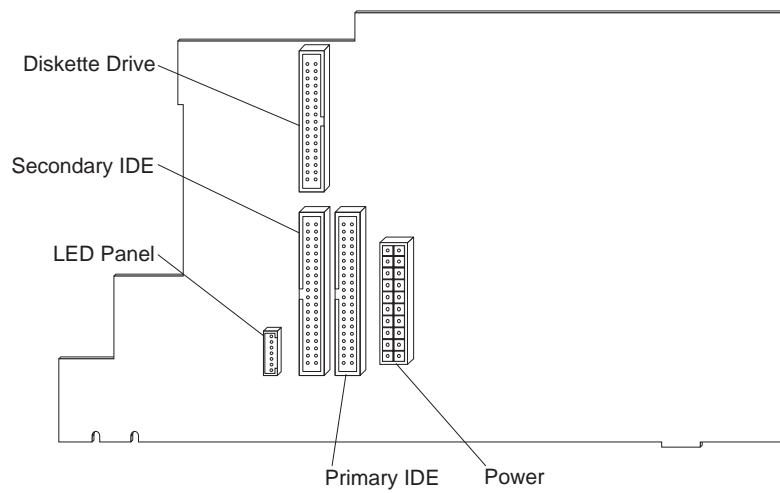 Diskette Drive
Secondary IDE
LED Panel
Primary IDE
Power